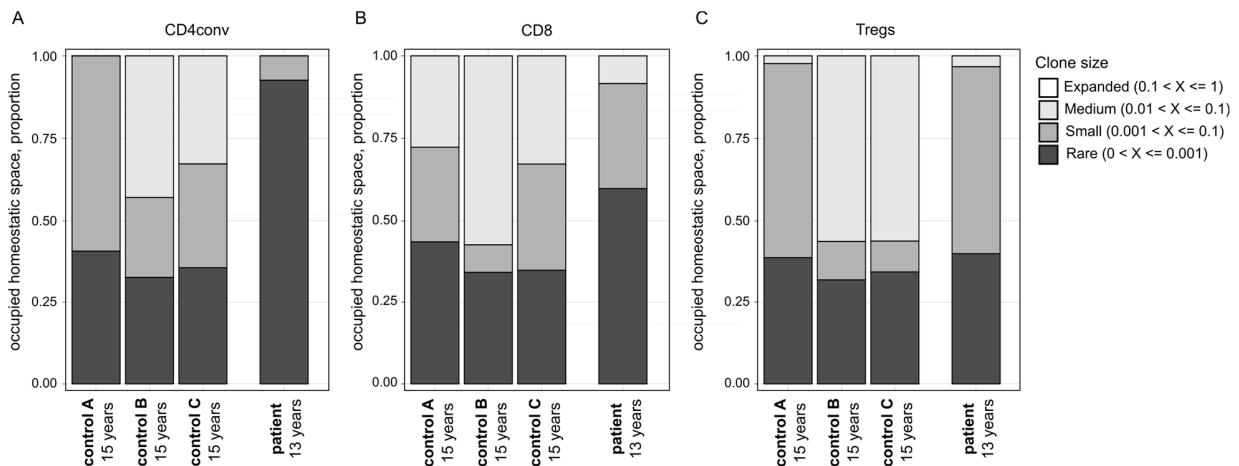 A
CD4conv
occupied homeostatic space, proportion
1.00
0.75
0.50
0.25
0.00
control A
15 years
control B
15 years
control C
15 years
patient
13 years
B
CD8
occupied homeostatic space, proportion
1.00
0.75
0.50
0.25
0.00
control A
15 years
control B
15 years
control C
15 years
patient
13 years
C
Tregs
occupied homeostatic space, proportion
1.00
0.75
0.50
0.25
0.00
control A
15 years
control B
15 years
control C
15 years
patient
13 years
Clone size
Expanded (0.1 < X <= 1)
Medium (0.01 < X <= 0.1)
Small (0.001 < X <= 0.1)
Rare (0 < X <= 0.001)